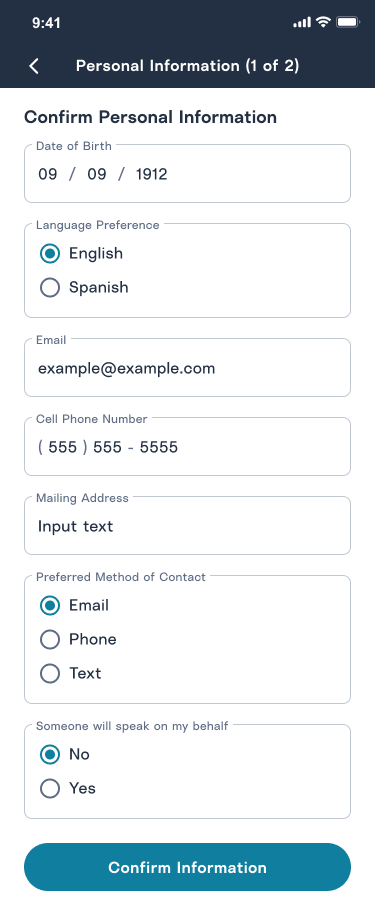 9:41
Personal Information (1 of 2)
Confirm Personal Information
Date of Birth
09 / 09 / 1912
Language Preference
English
Spanish
Email
example@example.com
Cell Phone Number
( 555 ) 555 - 5555
Mailing Address
Input text
Preferred Method of Contact
Email
Phone
Text
Someone will speak on my behalf
No
Yes
Confirm Information